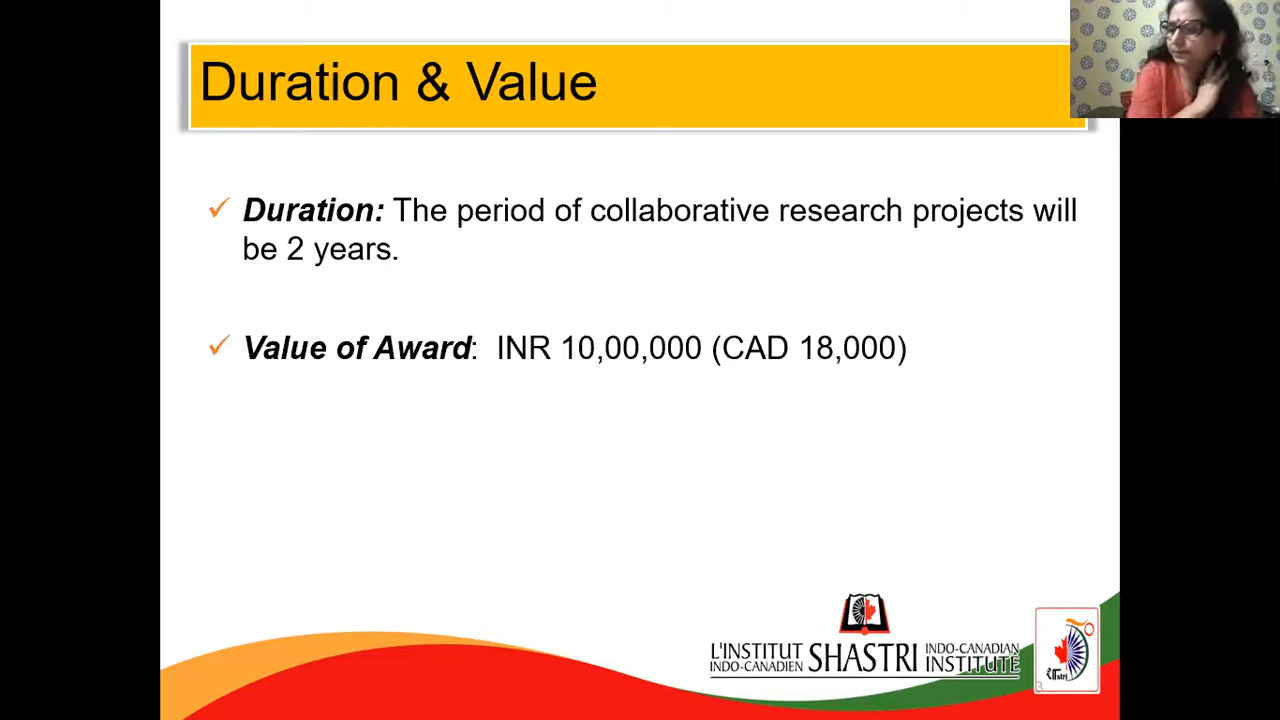 Duration & Value
Duration: The period of collaborative research projects will
be 2 years.
Value of Award: INR 10,00,000 (CAD 18,000)
L'INSTITUT
INDO-CANADIEN
SHASTRI
INDO-CANADIAN
INSTITUTE
3